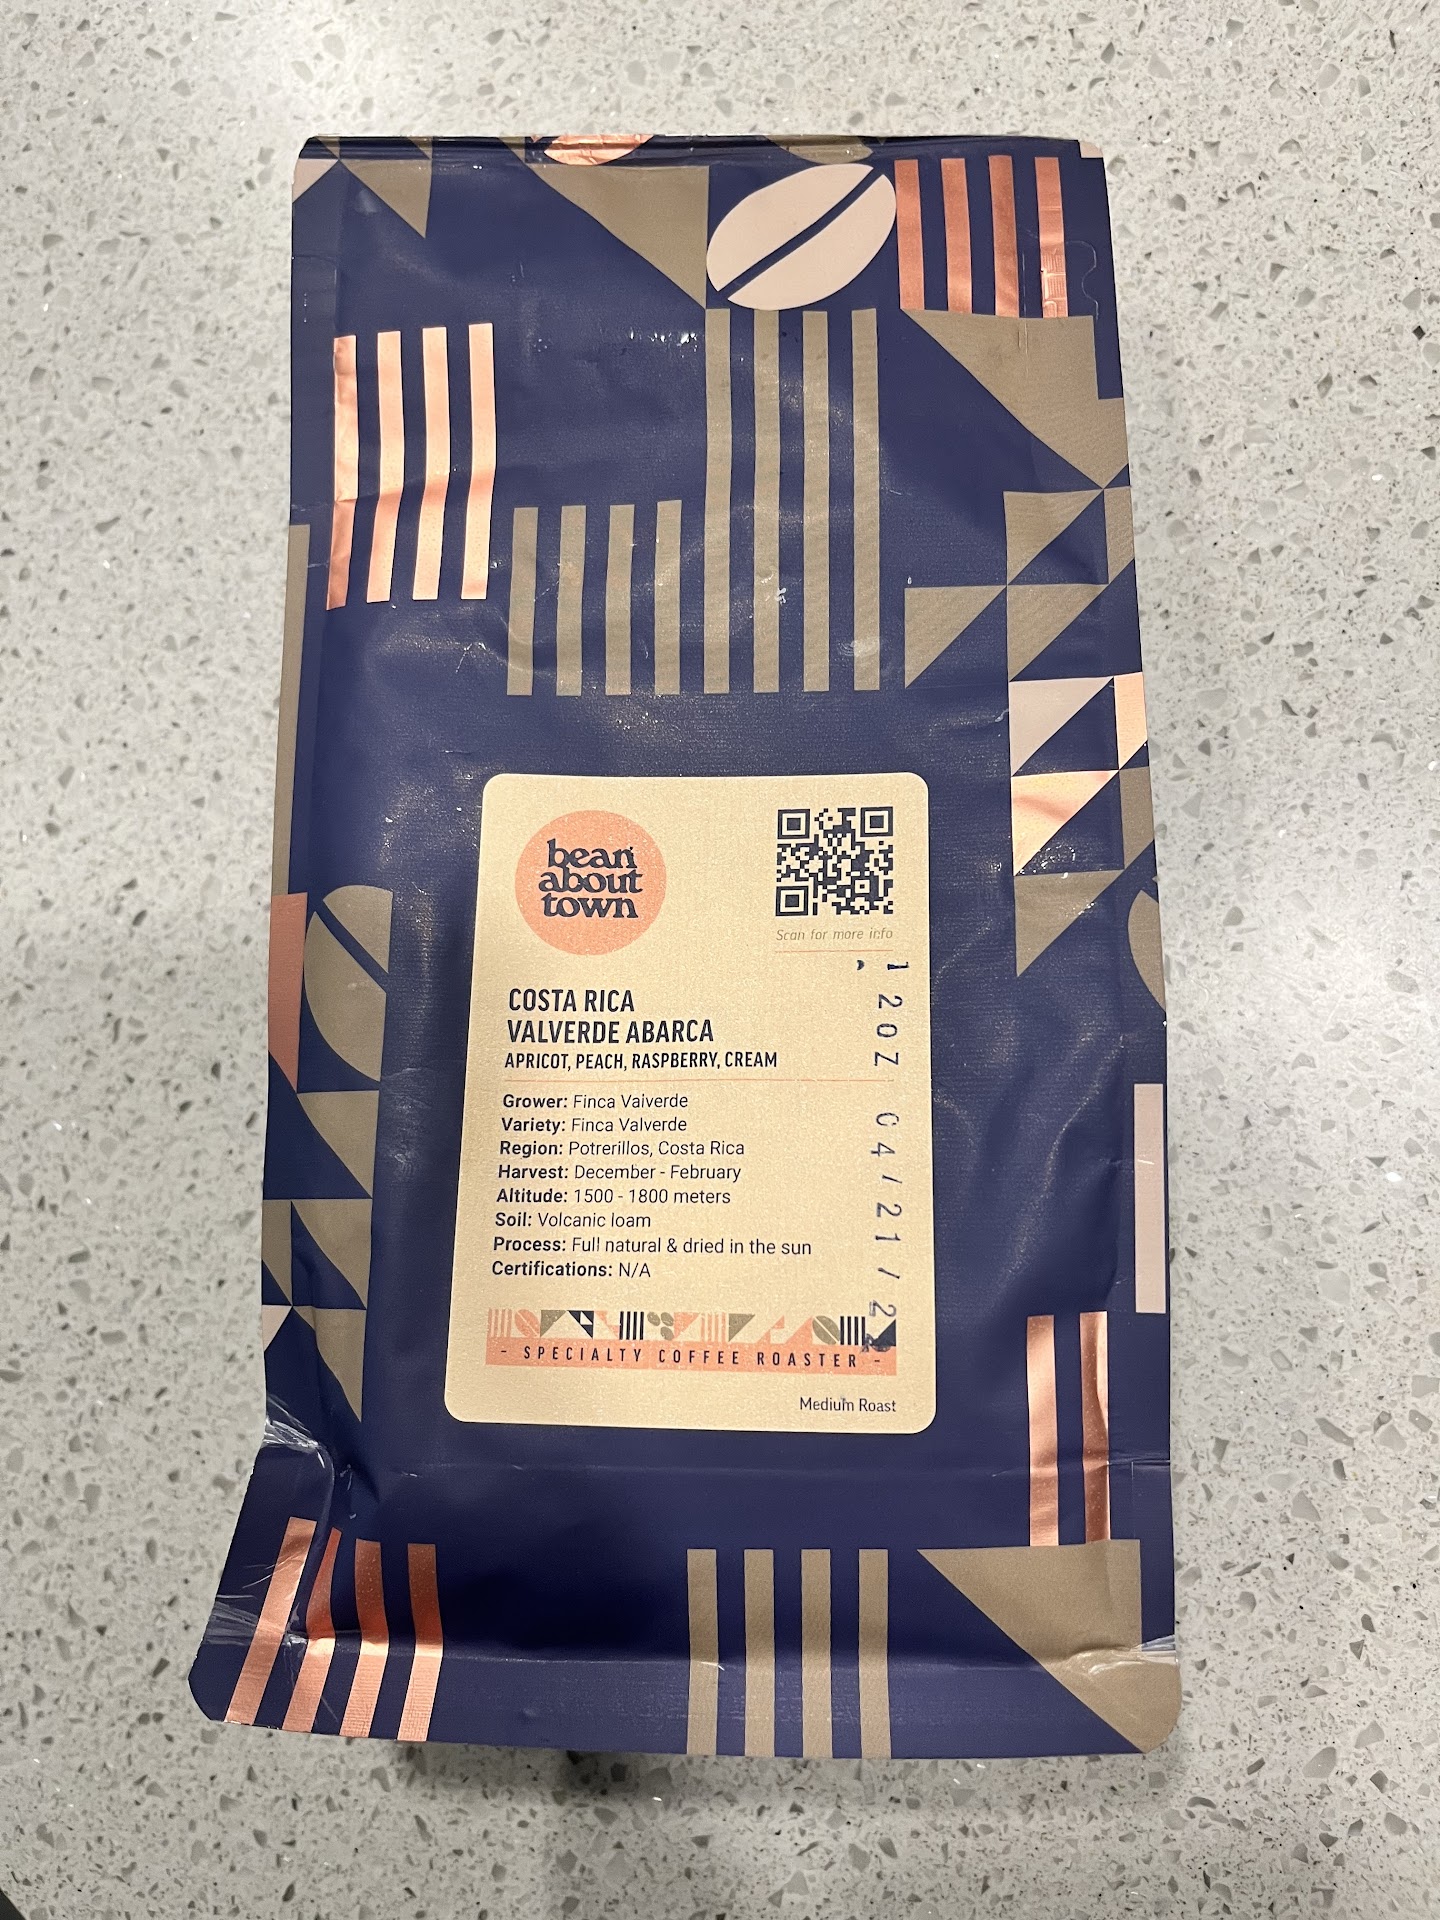 bean
about
town
Scan for more info
COSTA RICA
VALVERDE ABARCA
APRICOT, PEACH, RASPBERRY, CREAM
Grower: Finca Valverde
Variety: Finca Valverde
Region: Potrerillos, Costa Rica
Harvest: December - February
Altitude: 1500 - 1800 meters
Soil: Volcanic loam
Process: Full natural & dried in the sun
Certifications: N/A
12OZ 04/21/2
- SPECIALTY COFFEE ROASTER -
Medium Roast